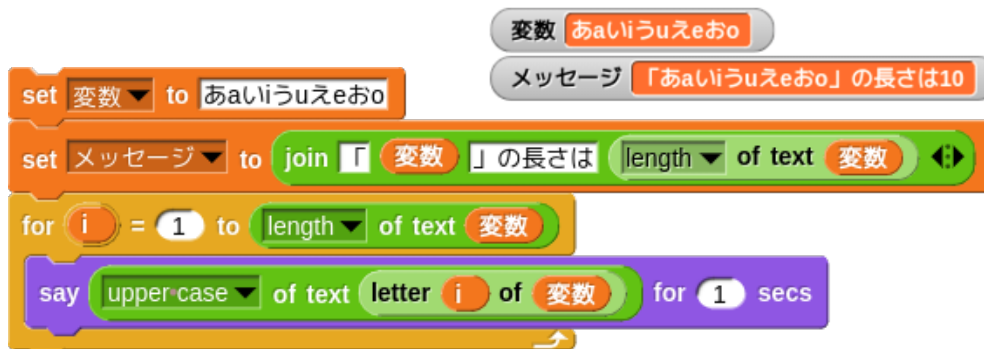 変数 あaいiうuえeおo
メッセージ 「あaいiうuえeおo」の長さは10
set 変数 to あaいiうuえeおo
set メッセージ to join 「 変数 」の長さは length of text 変数
for i = 1 to length of text 変数
say upper case of text letter i of 変数 for 1 secs